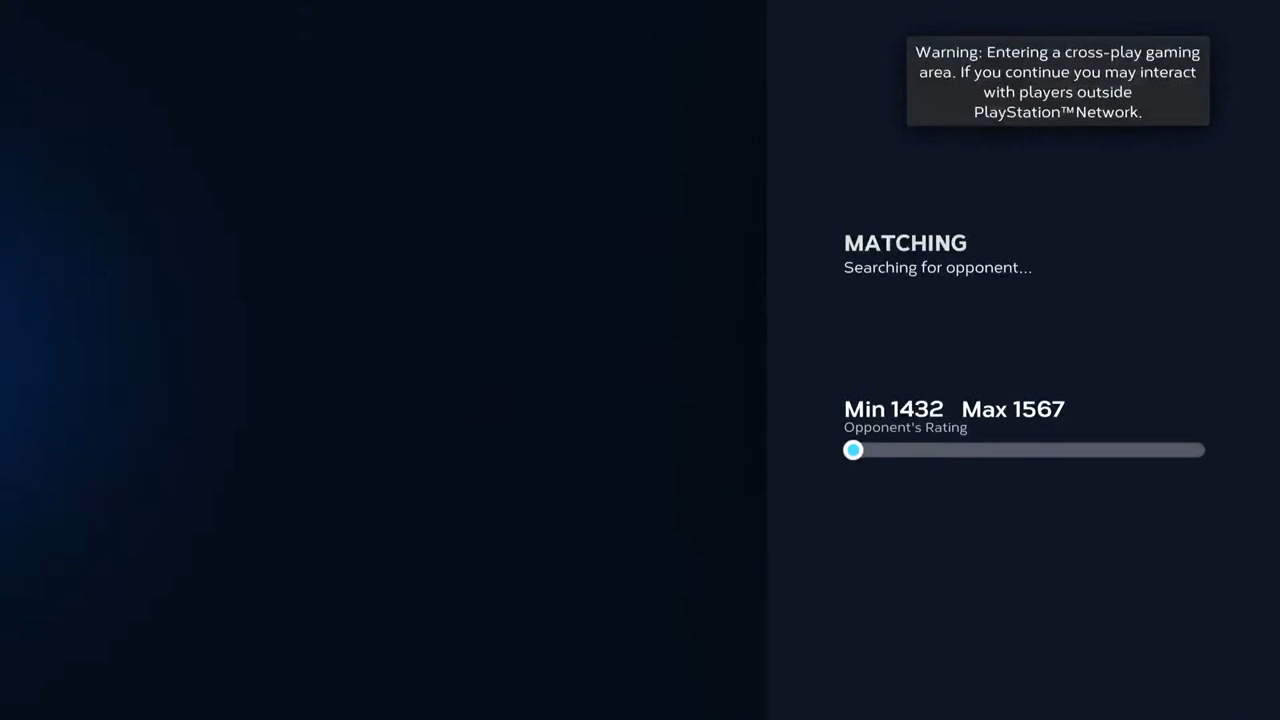 Warning: Entering a cross-play gaming
area. If you continue you may interact
with players outside
PlayStation™Network.
MATCHING
Searching for opponent...
Min 1432 Max 1567
Opponent's Rating